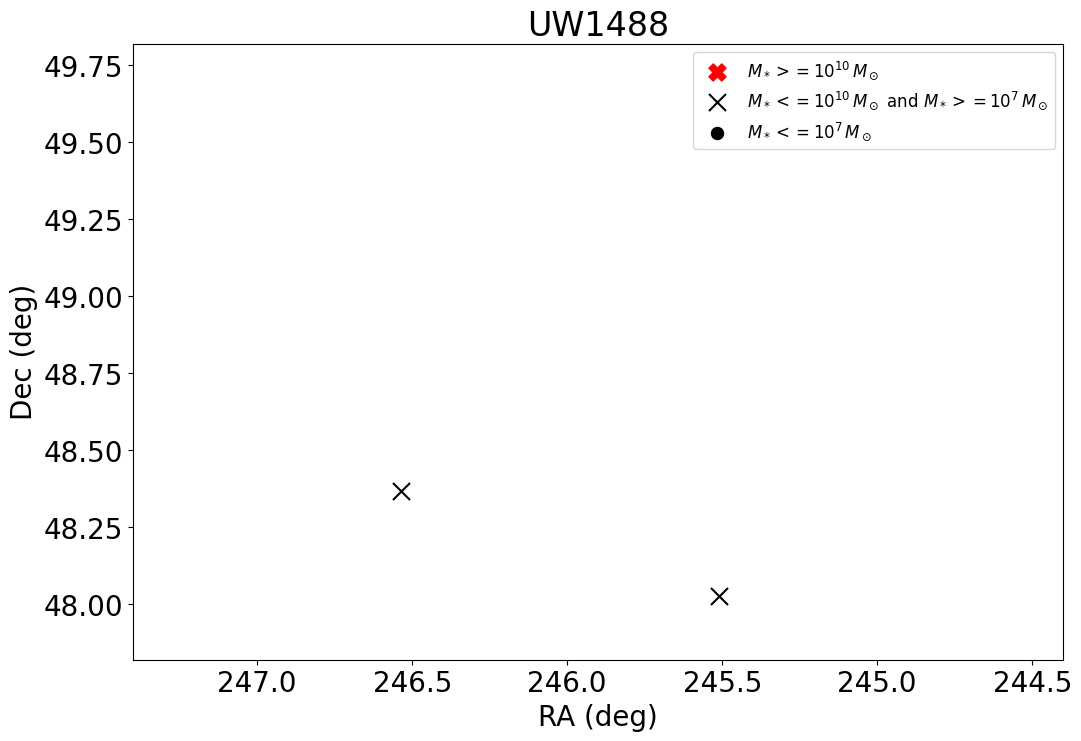 UW1488
M_* >= 10^10 M_⊙
M_* <= 10^10 M_⊙ and M_* >= 10^7 M_⊙
M_* <= 10^7 M_⊙
49.75
49.50
49.25
49.00
48.75
48.50
48.25
48.00
Dec (deg)
247.0 246.5 246.0 245.5 245.0 244.5
RA (deg)